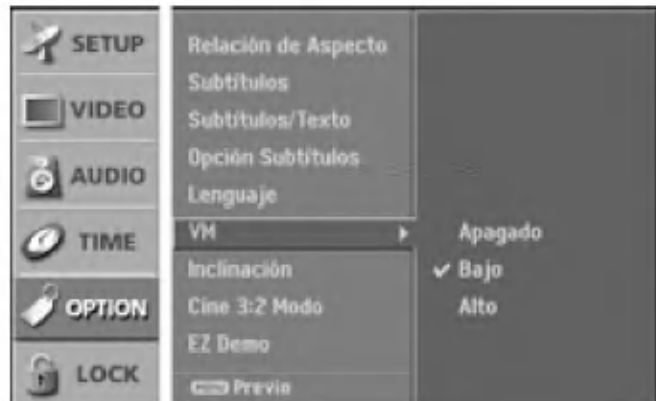 SETUP
VIDEO
AUDIO
TIME
OPTION
LOCK
Relación de Aspecto
Subtítulos
Subtítulos/Texto
Opción Subtítulos
Lenguaje
VM
Inclinación
Cine 3:2 Modo
EZ Demo
MENU Previo
Apagado
Bajo
Alto